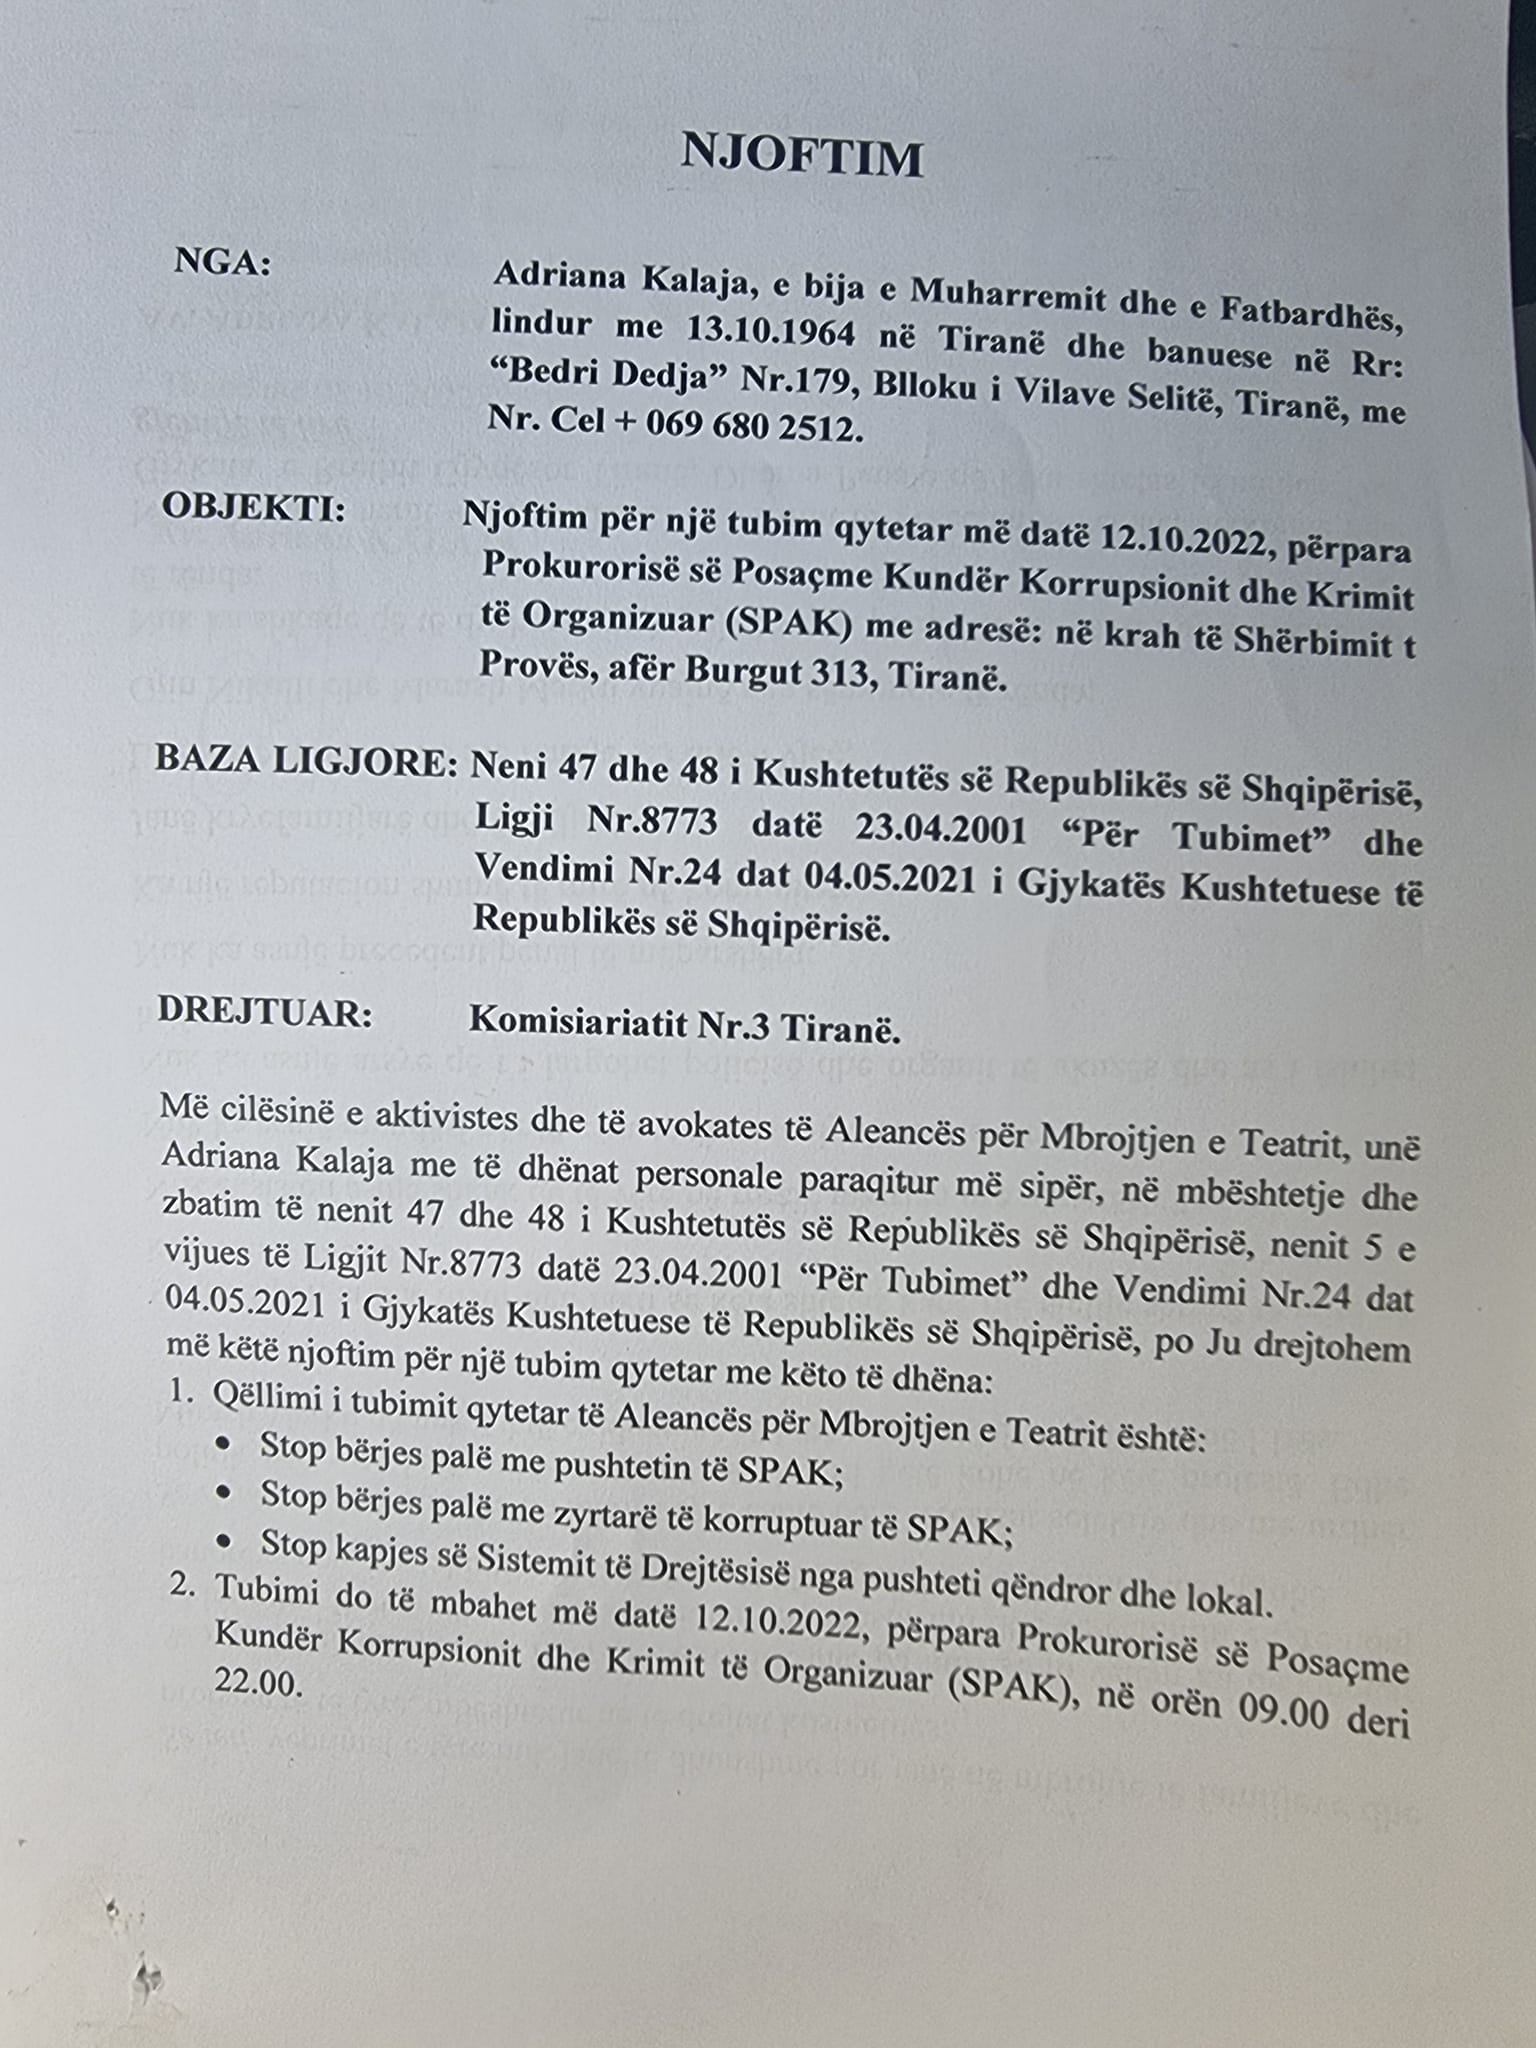 NJOFTIM
NGA: Adriana Kalaja, e bija e Muharremit dhe e Fatbardhës,
lindur me 13.10.1964 në Tiranë dhe banuese në Rr:
“Bedri Dedja” Nr.179, Blloku i Vilave Selitë, Tiranë, me
Nr. Cel + 069 680 2512.
OBJEKTI: Njoftim për një tubim qytetar më datë 12.10.2022, përpara
Prokurorisë së Posaçme Kundër Korrupsionit dhe Krimit
të Organizuar (SPAK) me adresë: në krah të Shërbimit t
Provës, afër Burgut 313, Tiranë.
BAZA LIGJORE: Neni 47 dhe 48 i Kushtetutës së Republikës së Shqipërisë,
Ligji Nr.8773 datë 23.04.2001 “Për Tubimet” dhe
Vendimi Nr.24 dat 04.05.2021 i Gjykatës Kushtetuese të
Republikës së Shqipërisë.
DREJTUAR: Komisiariatit Nr.3 Tiranë.
Më cilësinë e aktivistes dhe të avokates të Aleancës për Mbrojtjen e Teatrit, unë
Adriana Kalaja me të dhënat personale paraqitur më sipër, në mbështetje dhe
zbatim të nenit 47 dhe 48 i Kushtetutës së Republikës së Shqipërisë, nenit 5 e
vijues të Ligjit Nr.8773 datë 23.04.2001 “Për Tubimet” dhe Vendimi Nr.24 dat
04.05.2021 i Gjykatës Kushtetuese të Republikës së Shqipërisë, po Ju drejtohem
më këtë njoftim për një tubim qytetar me këto të dhëna:
1. Qëllimi i tubimit qytetar të Aleancës për Mbrojtjen e Teatrit është:
• Stop bërjes palë me pushtetin të SPAK;
• Stop bërjes palë me zyrtarë të korruptuar të SPAK;
• Stop kapjes së Sistemit të Drejtësisë nga pushteti qëndror dhe lokal.
2. Tubimi do të mbahet më datë 12.10.2022, përpara Prokurorisë së Posaçme
Kundër Korrupsionit dhe Krimit të Organizuar (SPAK), në orën 09.00 deri
22.00.